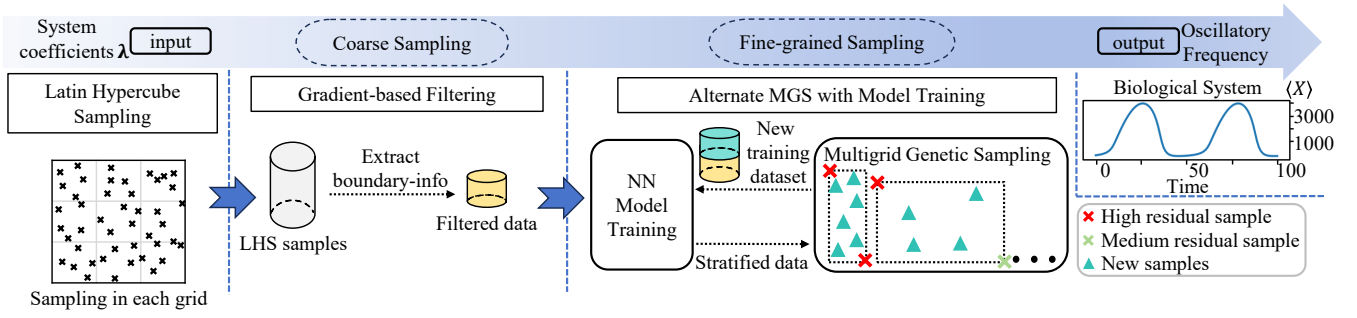 System
coefficients λ
input
Coarse Sampling
Fine-grained Sampling
output
Oscillatory
Frequency
Latin Hypercube
Sampling
Sampling in each grid
Gradient-based Filtering
Extract
boundary-info
LHS samples
Filtered data
Alternate MGS with Model Training
NN
Model
Training
New
training
dataset
Stratified data
Multigrid Genetic Sampling
Biological System
⟨X⟩
3000
1000
0
50
100
Time
High residual sample
Medium residual sample
New samples